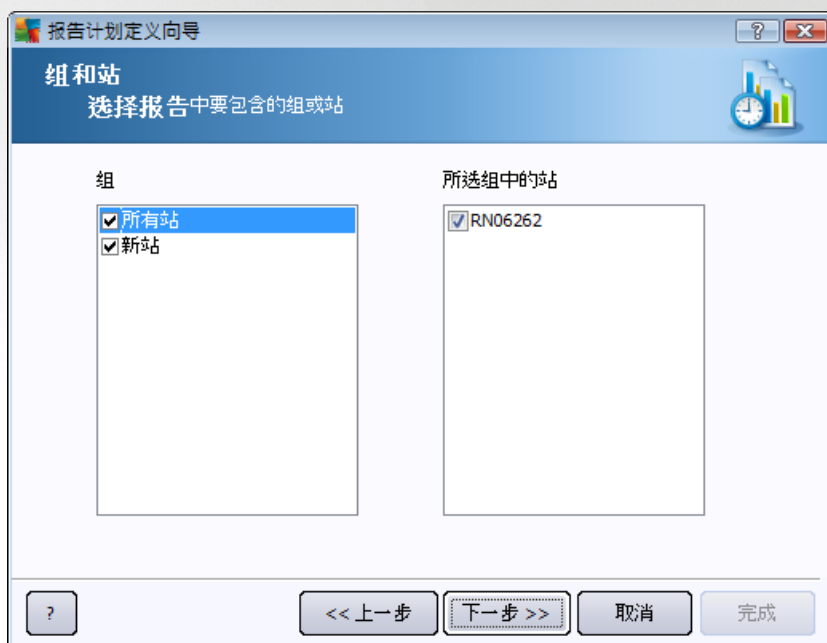 报告计划定义向导
?
组和站
选择报告中要包含的组或站
组
所选组中的站
所有站
RN06262
新站
?
<< 上一步
下一步 >>
取消
完成